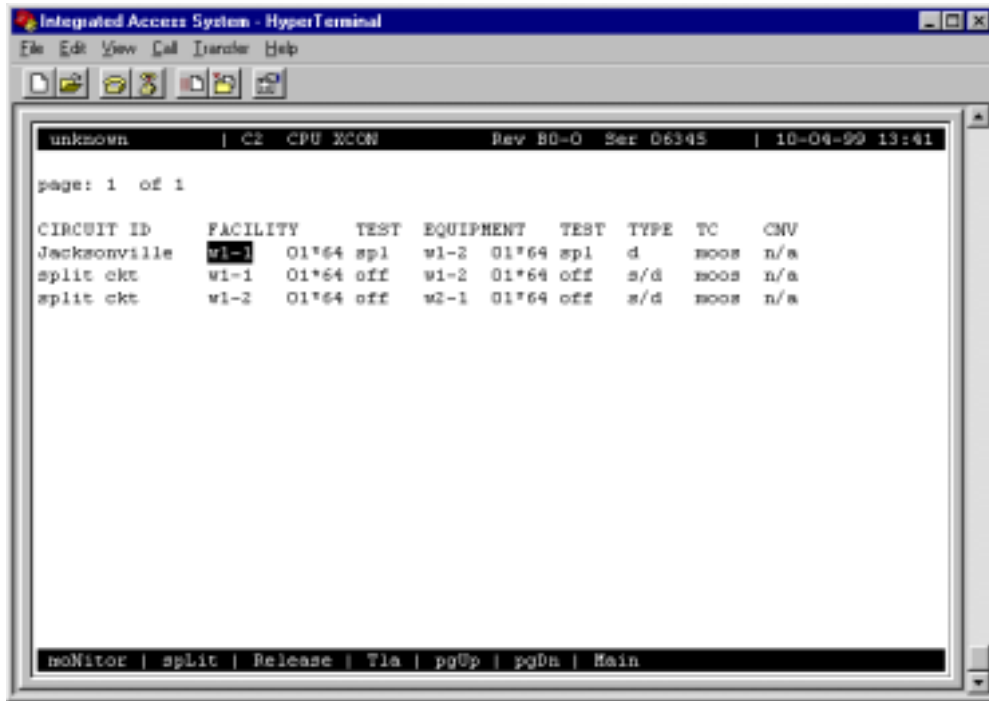 Integrated Access System - HyperTerminal
File Edit View Call Transfer Help
unknown | C2 CPU XCON Rev B0-0 Ser 06345 | 10-04-99 13:41
page: 1 of 1
CIRCUIT ID FACILITY TEST EQUIPMENT TEST TYPE TC CNV
Jacksonville w1-1 01*64 spl w1-2 01*64 spl d moos n/a
split ckt w1-1 01*64 off w1-2 01*64 off s/d moos n/a
split ckt w1-2 01*64 off w2-1 01*64 off s/d moos n/a
moNitor | spLit | Release | Tla | pgUp | pgDn | Main